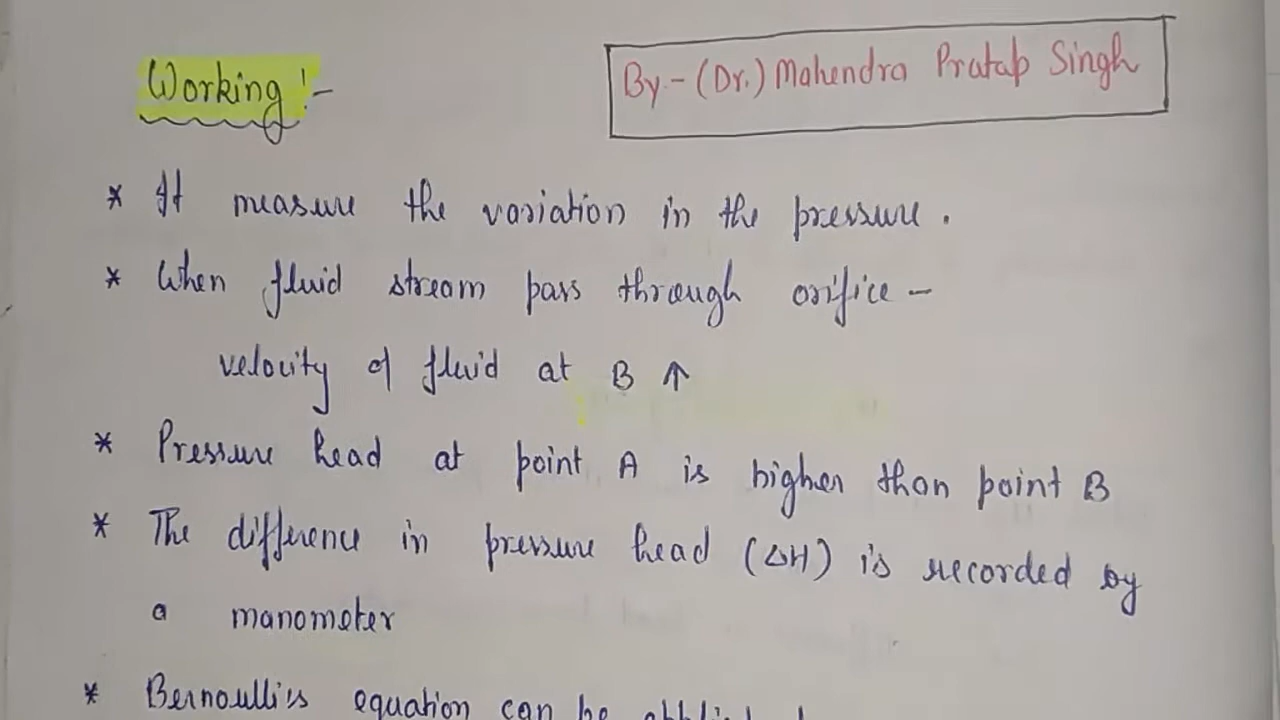 Working :-
By - (Dr.) Mahendra Pratap Singh
* It measure the variation in the pressure .
* When fluid stream pass through orifice -
velocity of fluid at B ↑
* Pressure head at point A is higher than point B
* The difference in pressure head (ΔH) is recorded by
a manometer
* Bernoulli's equation can be